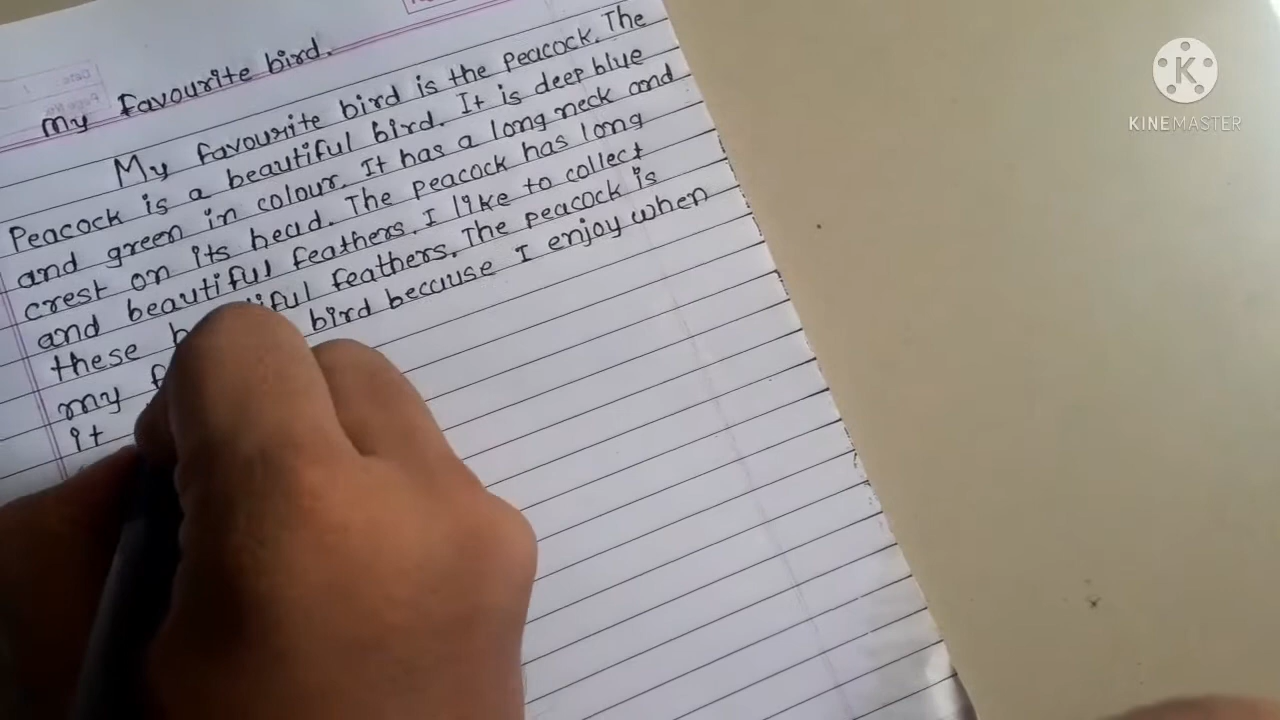 My favourite bird.
My favourite bird is the Peacock. The
Peacock is a beautiful bird. It is deep blue
and green in colour. It has a long neck and
crest on its head. The peacock has long
and beautiful feathers. I like to collect
these feathers. The peacock is
my bird because I enjoy when
it
KINEMASTER